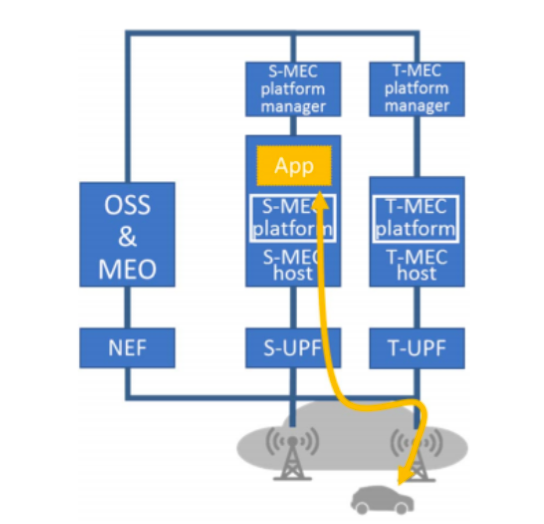 S-MEC
platform
manager
T-MEC
platform
manager
App
OSS
&
MEO
S-MEC
platform
S-MEC
host
T-MEC
platform
T-MEC
host
NEF
S-UPF
T-UPF